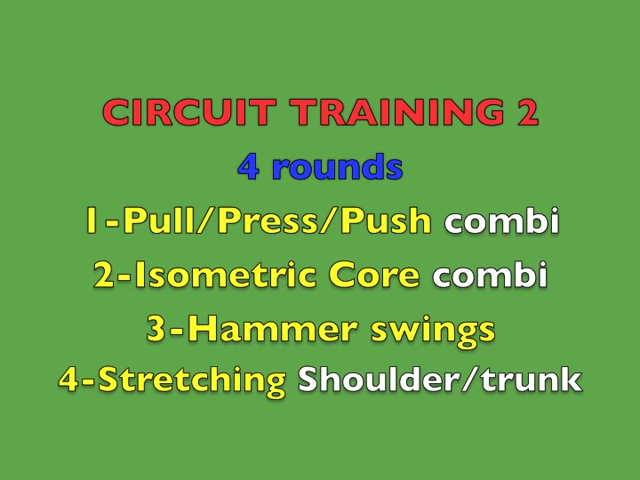 CIRCUIT TRAINING 2
4 rounds
1-Pull/Press/Push combi
2-Isometric Core combi
3-Hammer swings
4-Stretching Shoulder/trunk